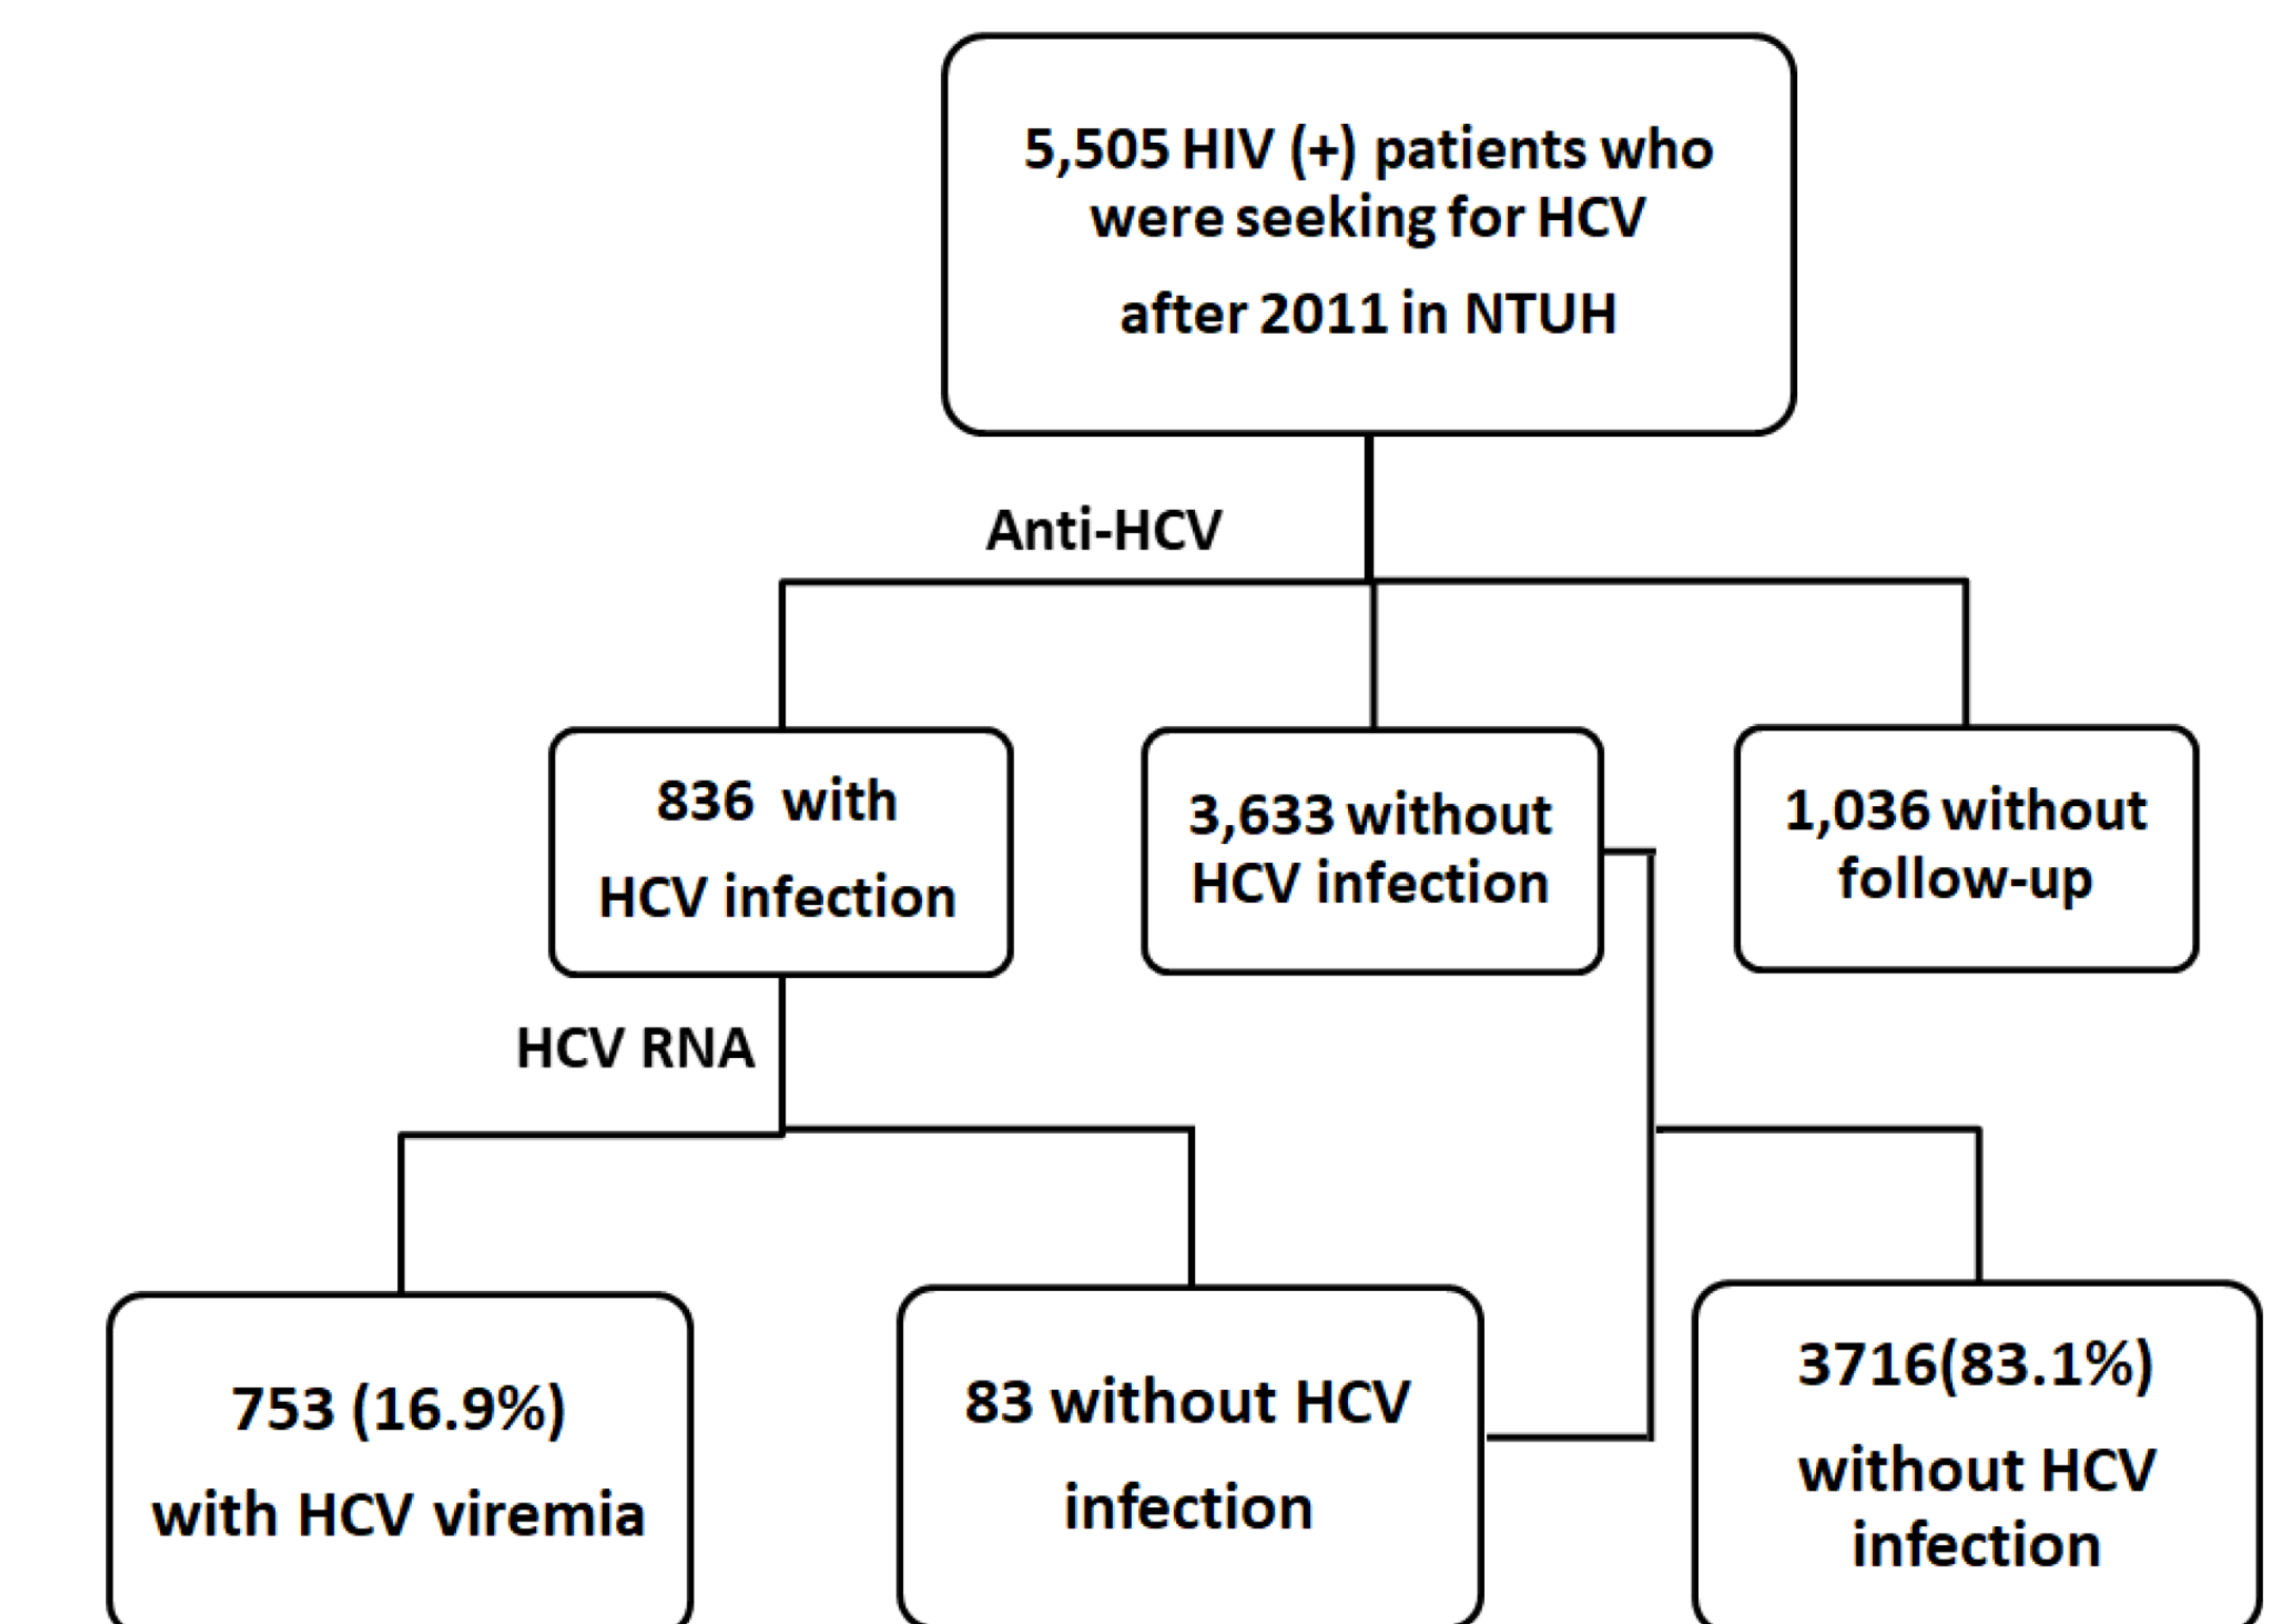 5,505 HIV (+) patients who
were seeking for HCV
after 2011 in NTUH
Anti-HCV
836 with
HCV infection
3,633 without
HCV infection
1,036 without
follow-up
HCV RNA
753 (16.9%)
with HCV viremia
83 without HCV
infection
3716(83.1%)
without HCV
infection